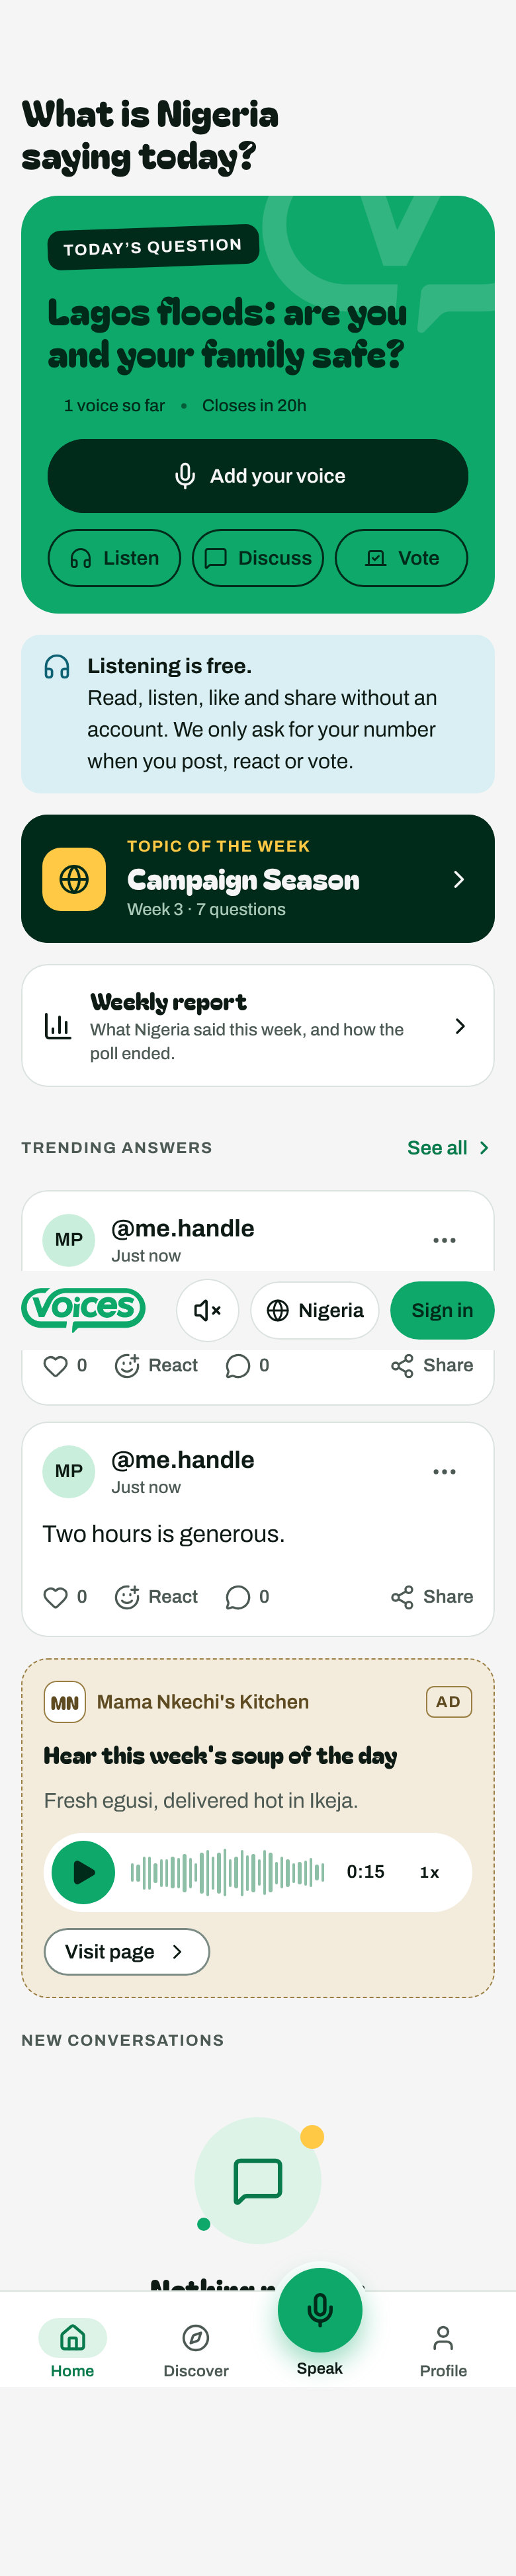 What is Nigeria
saying today?
TODAY'S QUESTION
Lagos floods: are you
and your family safe?
1 voice so far • Closes in 20h
Add your voice
Listen
Discuss
Vote
Listening is free.
Read, listen, like and share without an
account. We only ask for your number
when you post, react or vote.
TOPIC OF THE WEEK
Campaign Season
Week 3 · 7 questions
Weekly report
What Nigeria said this week, and how the
poll ended.
TRENDING ANSWERS
See all
MP
@me.handle
Just now
Voices
Nigeria
Sign in
0
React
0
Share
MP
@me.handle
Just now
Two hours is generous.
0
React
0
Share
MN
Mama Nkechi's Kitchen
AD
Hear this week's soup of the day
Fresh egusi, delivered hot in Ikeja.
0:15
1x
Visit page
NEW CONVERSATIONS
Nothing
Home
Discover
Speak
Profile